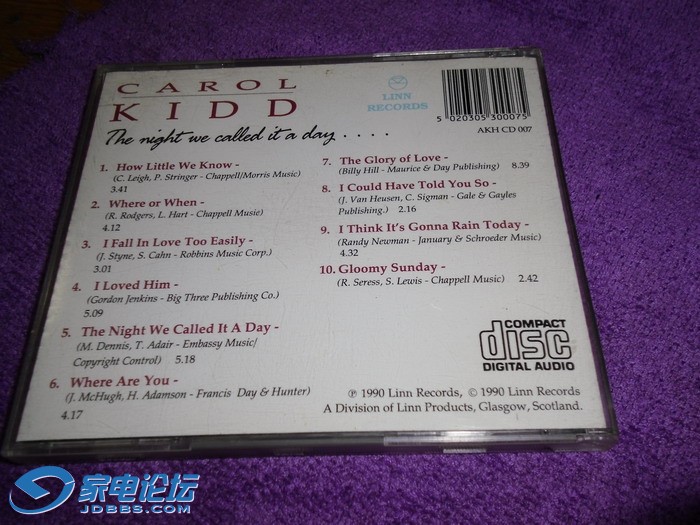 CAROL
KIDD
The night we called it a day . . . .
LINN
RECORDS
5 020305 300075
AKH CD 007
1. How Little We Know -
(C. Leigh, P. Stringer - Chappell/Morris Music)
3.41
2. Where or When -
(R. Rodgers, L. Hart - Chappell Music)
4.12
3. I Fall In Love Too Easily -
(J. Styne, S. Cahn - Robbins Music Corp.)
3.01
4. I Loved Him -
(Gordon Jenkins - Big Three Publishing Co.)
5.09
5. The Night We Called It A Day -
(M. Dennis, T. Adair - Embassy Music/
Copyright Control) 5.18
6. Where Are You -
(J. McHugh, H. Adamson - Francis Day & Hunter)
4.17
7. The Glory of Love -
(Billy Hill - Maurice & Day Publishing) 8.39
8. I Could Have Told You So -
(J. Van Heusen, C. Sigman - Gale & Gayles
Publishing.) 2.16
9. I Think It's Gonna Rain Today -
(Randy Newman - January & Schroeder Music)
4.32
10. Gloomy Sunday -
(R. Seress, S. Lewis - Chappell Music) 2.42
COMPACT
disc
DIGITAL AUDIO
℗ 1990 Linn Records, © 1990 Linn Records
A Division of Linn Products, Glasgow, Scotland.
家电论坛
JDBBS.COM